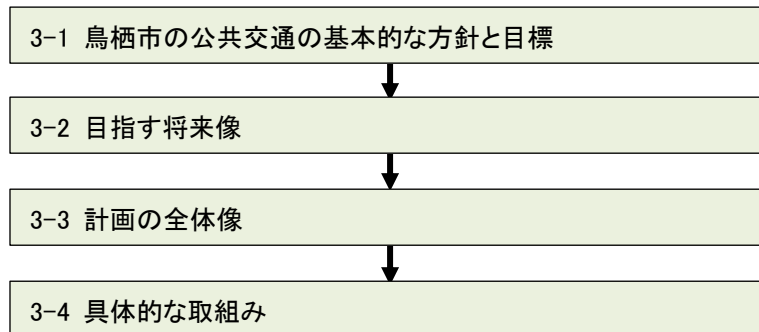 3-1 鳥栖市の公共交通の基本的な方針と目標
3-2 目指す将来像
3-3 計画の全体像
3-4 具体的な取組み